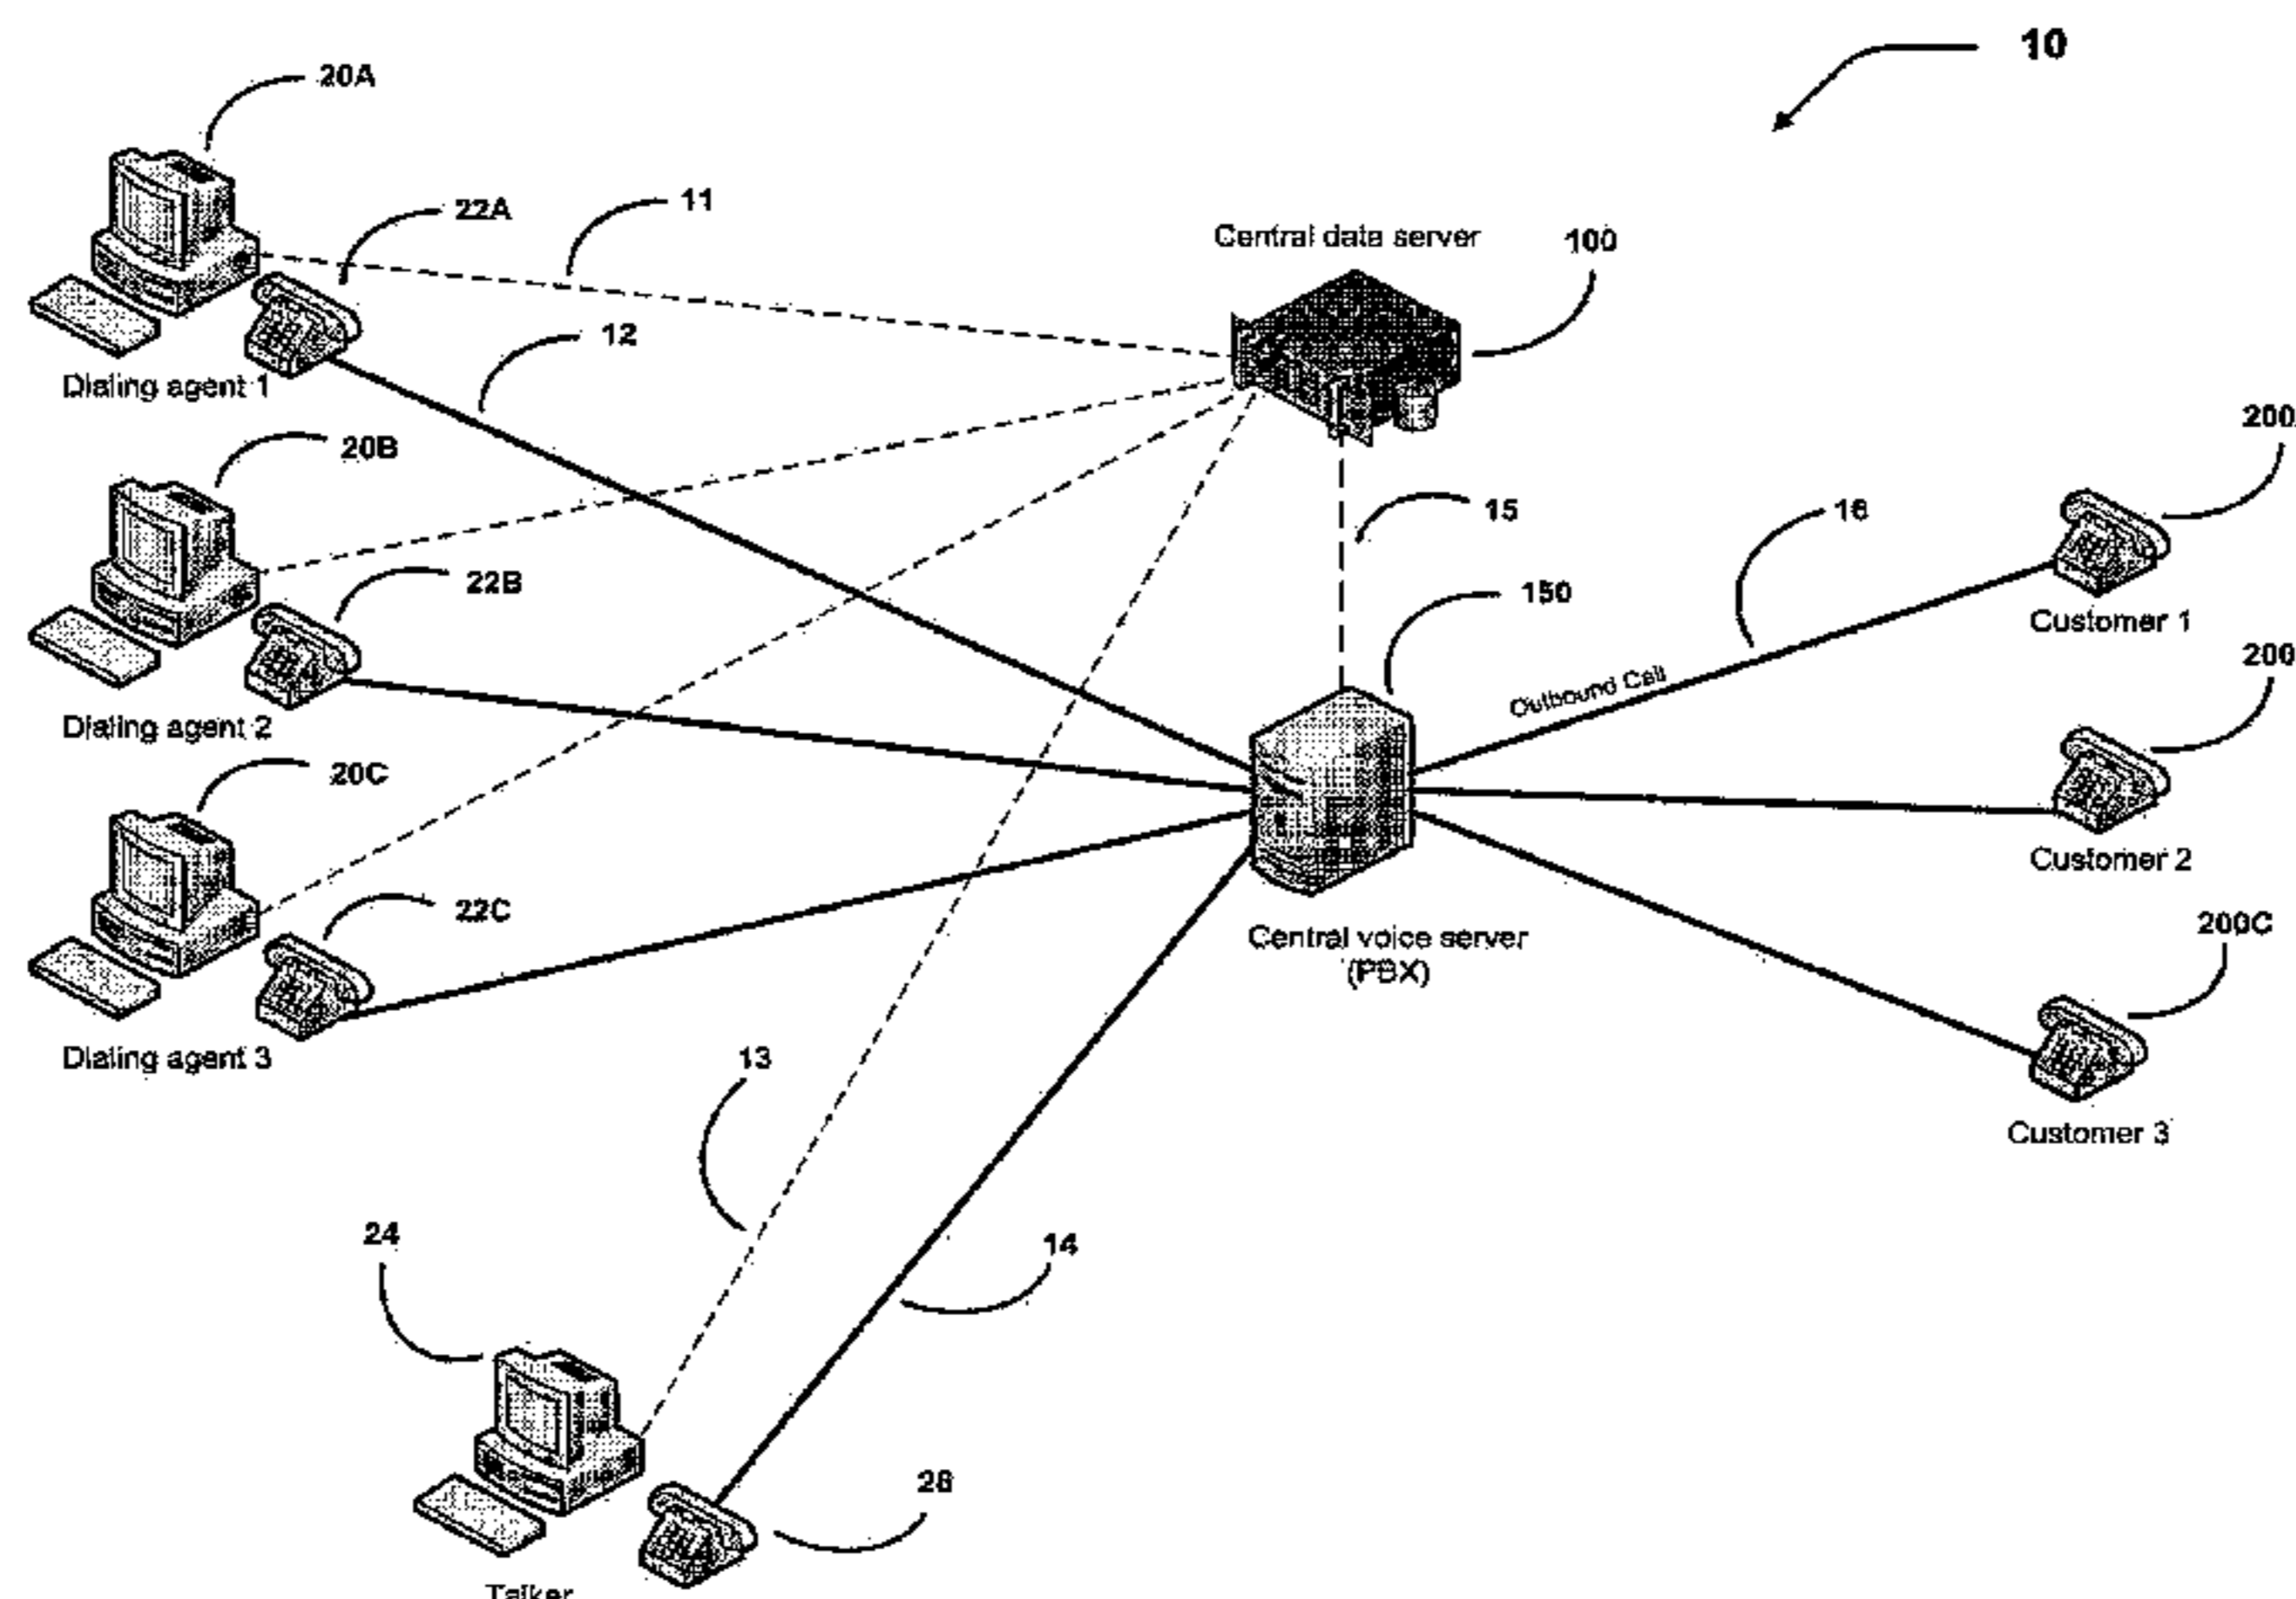 10
20A
22A
11
Central data server
100
12
Dialing agent 1
200
20B
15
16
22B
150
Customer 1
Outbound Call
200
Dialing agent 2
20C
Customer 2
22C
200C
Central voice server
(PBX)
Dialing agent 3
13
Customer 3
24
14
26
Talker